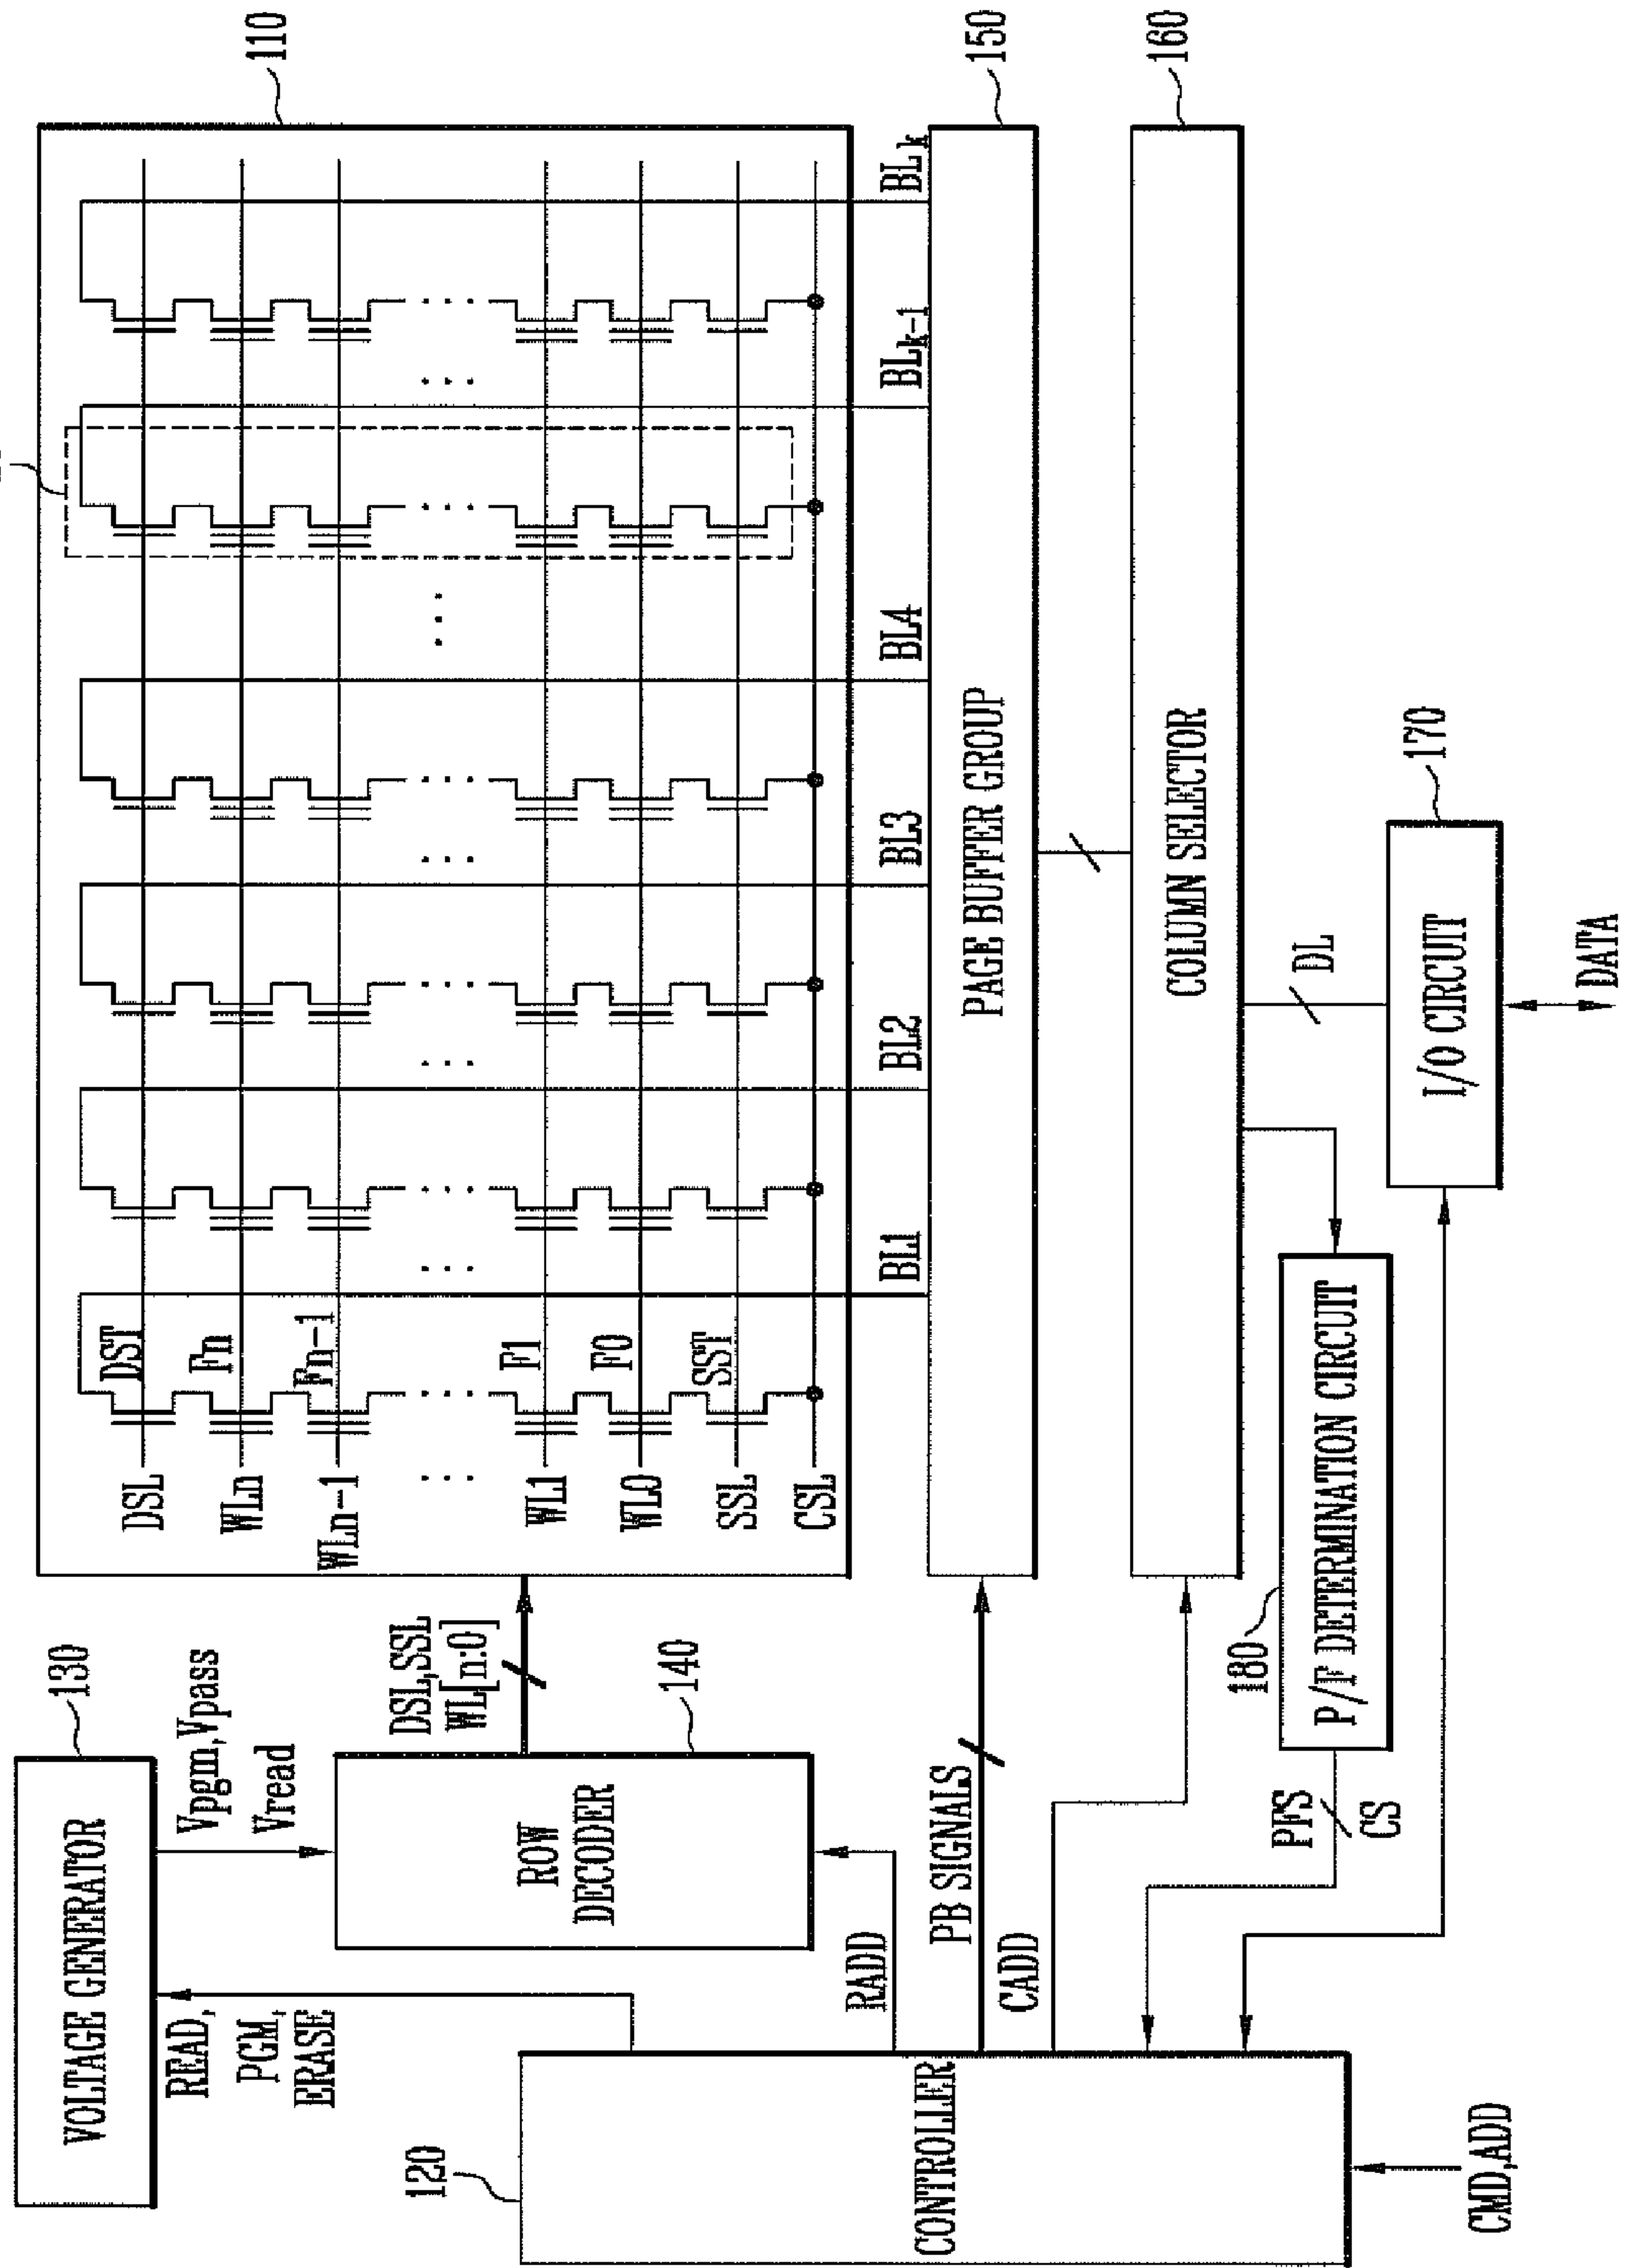 110
130
VOLTAGE GENERATOR
READ,
PGM,
ERASE
Vpgm,Vpass
Vread
140
ROW
DECODER
DSL,SSL
WL[n:0]
RADD
120
CONTROLLER
CMD,ADD
PB SIGNALS
CADD
PFS
CS
DSL
WLn
WLn-1
...
WL1
WL0
SSL
CSL
DST
Fn
Fn-1
F1
F0
SST
...
BL1
BL2
BL3
BL4
BLk-1
BLk
150
PAGE BUFFER GROUP
160
COLUMN SELECTOR
180
P/F DETERMINATION CIRCUIT
DL
170
I/O CIRCUIT
DATA